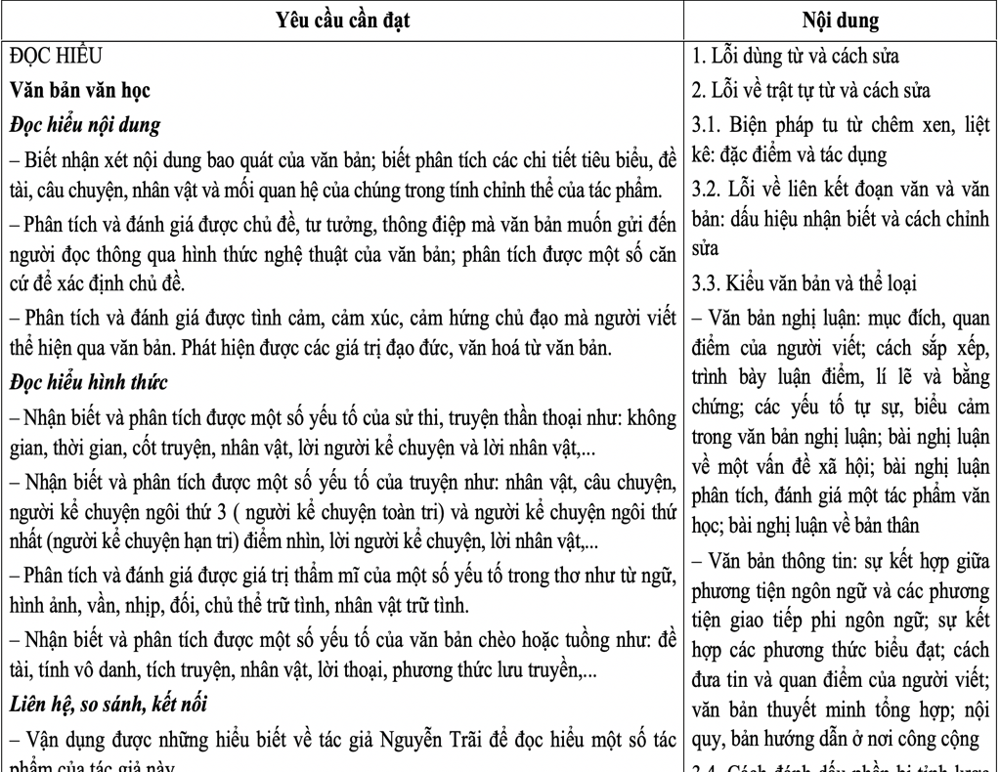 Yêu cầu cần đạt
Nội dung
ĐỌC HIỂU
Văn bản văn học
Đọc hiểu nội dung
– Biết nhận xét nội dung bao quát của văn bản; biết phân tích các chi tiết tiêu biểu, đề
tài, câu chuyện, nhân vật và mối quan hệ của chúng trong tính chỉnh thể của tác phẩm.
– Phân tích và đánh giá được chủ đề, tư tưởng, thông điệp mà văn bản muốn gửi đến
người đọc thông qua hình thức nghệ thuật của văn bản; phân tích được một số căn
cứ để xác định chủ đề.
– Phân tích và đánh giá được tình cảm, cảm xúc, cảm hứng chủ đạo mà người viết
thể hiện qua văn bản. Phát hiện được các giá trị đạo đức, văn hoá từ văn bản.
Đọc hiểu hình thức
– Nhận biết và phân tích được một số yếu tố của sử thi, truyện thần thoại như: không
gian, thời gian, cốt truyện, nhân vật, lời người kể chuyện và lời nhân vật,...
– Nhận biết và phân tích được một số yếu tố của truyện như: nhân vật, câu chuyện,
người kể chuyện ngôi thứ 3 ( người kể chuyện toàn tri) và người kể chuyện ngôi thứ
nhất (người kể chuyện hạn tri) điểm nhìn, lời người kể chuyện, lời nhân vật,...
– Phân tích và đánh giá được giá trị thẩm mĩ của một số yếu tố trong thơ như từ ngữ,
hình ảnh, vần, nhịp, đối, chủ thể trữ tình, nhân vật trữ tình.
– Nhận biết và phân tích được một số yếu tố của văn bản chèo hoặc tuồng như: đề
tài, tính vô danh, tích truyện, nhân vật, lời thoại, phương thức lưu truyền,...
Liên hệ, so sánh, kết nối
– Vận dụng được những hiểu biết về tác giả Nguyễn Trãi để đọc hiểu một số tác
phẩm của tác giả này
1. Lỗi dùng từ và cách sửa
2. Lỗi về trật tự từ và cách sửa
3.1. Biện pháp tu từ chêm xen, liệt
kê: đặc điểm và tác dụng
3.2. Lỗi về liên kết đoạn văn và văn
bản: dấu hiệu nhận biết và cách chỉnh
sửa
3.3. Kiểu văn bản và thể loại
– Văn bản nghị luận: mục đích, quan
điểm của người viết; cách sắp xếp,
trình bày luận điểm, lí lẽ và bằng
chứng; các yếu tố tự sự, biểu cảm
trong văn bản nghị luận; bài nghị luận
về một vấn đề xã hội; bài nghị luận
phân tích, đánh giá một tác phẩm văn
học; bài nghị luận về bản thân
– Văn bản thông tin: sự kết hợp giữa
phương tiện ngôn ngữ và các phương
tiện giao tiếp phi ngôn ngữ; sự kết
hợp các phương thức biểu đạt; cách
đưa tin và quan điểm của người viết;
văn bản thuyết minh tổng hợp; nội
quy, bản hướng dẫn ở nơi công cộng
3.4. Cách đánh dấu phần bị tỉnh lược